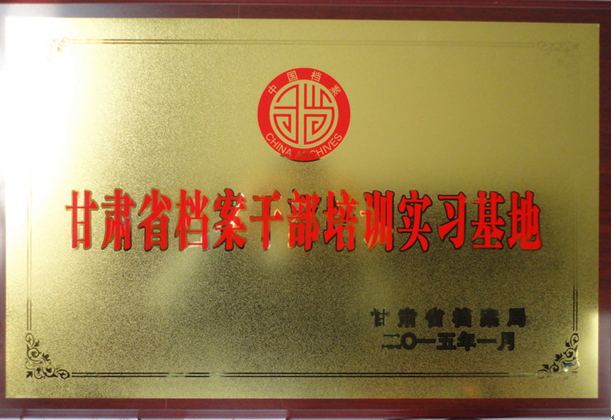 中国档案
CHINA ARCHIVES
甘肃省档案干部培训实习基地
甘肃省档案局
二〇一五年一月